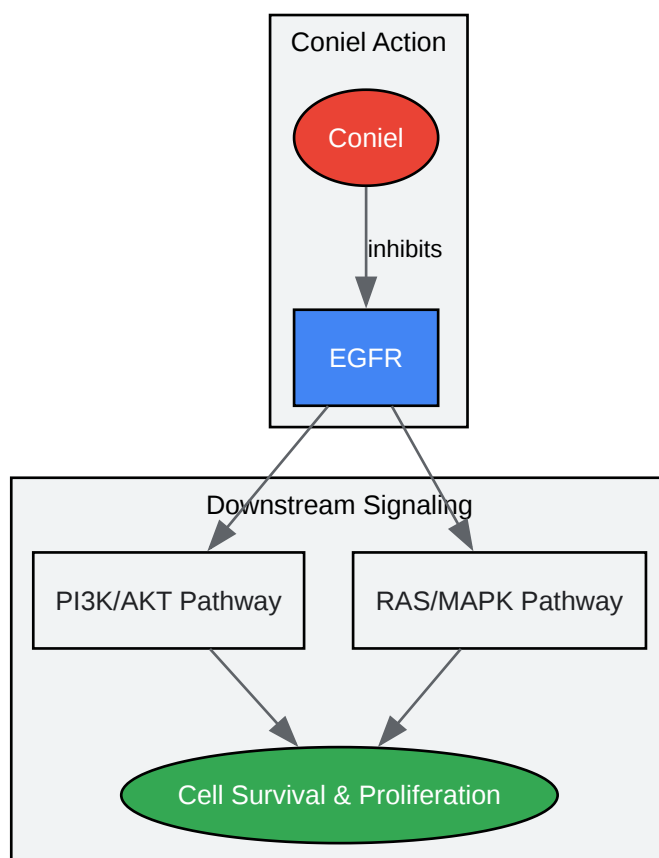 Coniel Action
Coniel
inhibits
EGFR
Downstream Signaling
PI3K/AKT Pathway
RAS/MAPK Pathway
Cell Survival & Proliferation